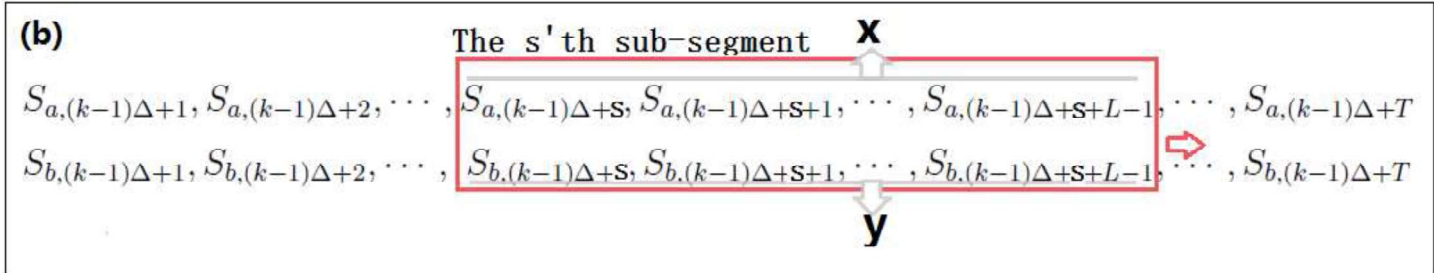 (b)
The s'th sub-segment x
S_{a,(k−1)Δ+1}, S_{a,(k−1)Δ+2}, ⋯ , S_{a,(k−1)Δ+s}, S_{a,(k−1)Δ+s+1}, ⋯ , S_{a,(k−1)Δ+s+L−1}, ⋯ , S_{a,(k−1)Δ+T}
S_{b,(k−1)Δ+1}, S_{b,(k−1)Δ+2}, ⋯ , S_{b,(k−1)Δ+s}, S_{b,(k−1)Δ+s+1}, ⋯ , S_{b,(k−1)Δ+s+L−1}, ⋯ , S_{b,(k−1)Δ+T}
y